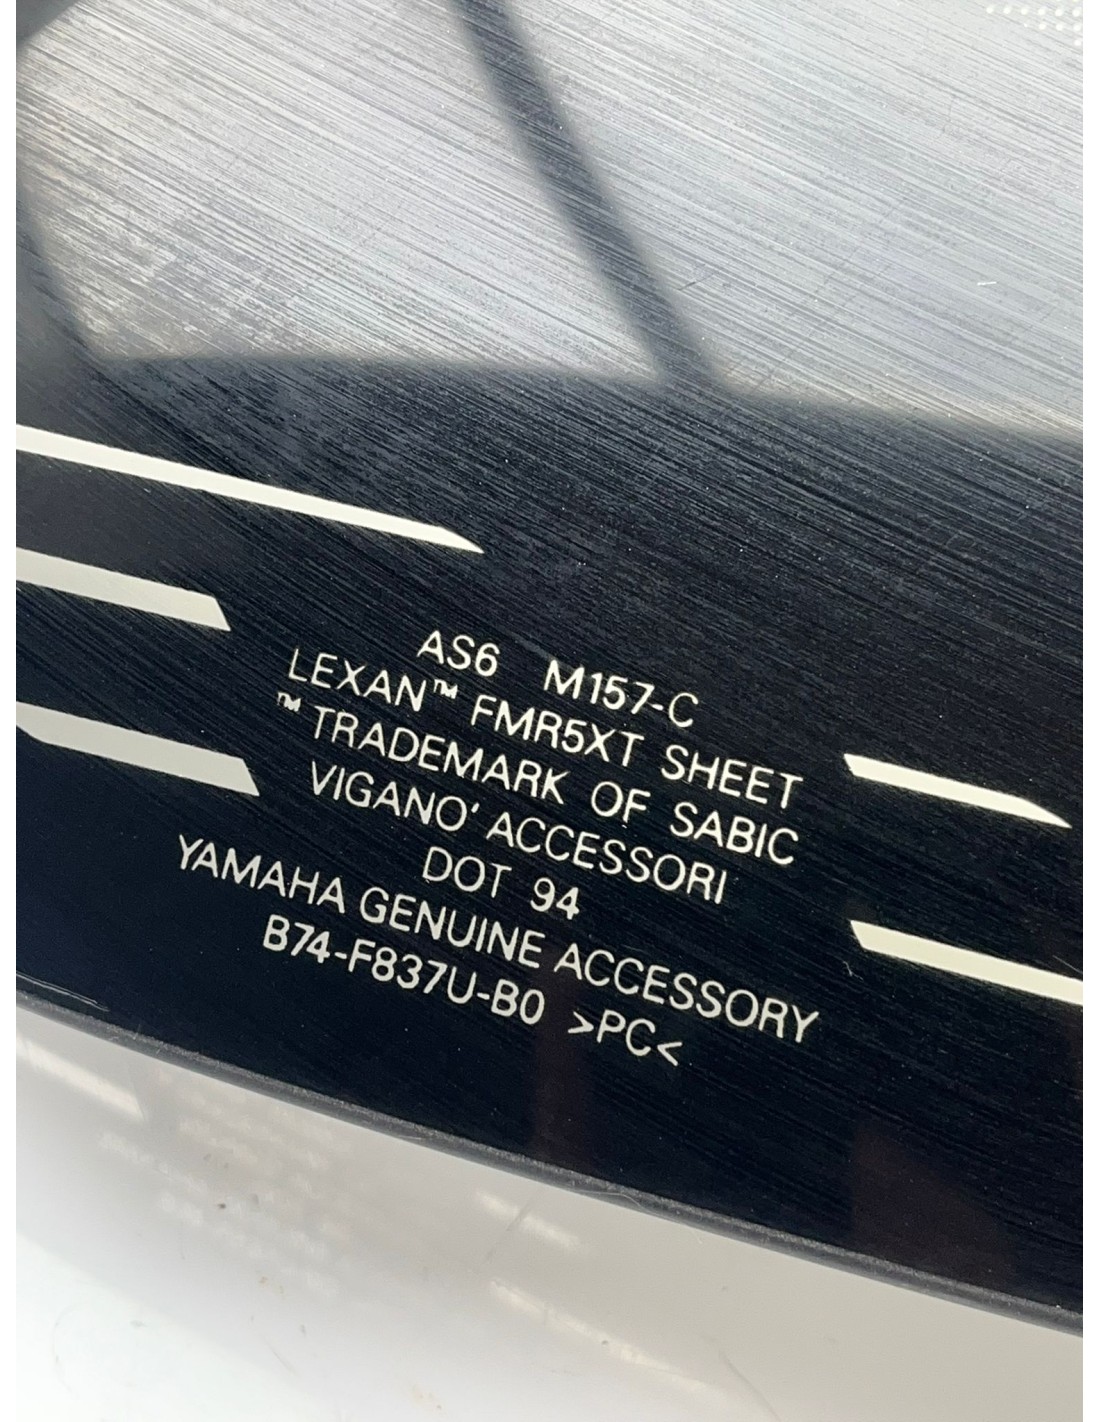 AS6 M157-C
LEXAN™ FMR5XT SHEET
™ TRADEMARK OF SABIC
VIGANO' ACCESSORI
DOT 94
YAMAHA GENUINE ACCESSORY
B74-F837U-B0 >PC<